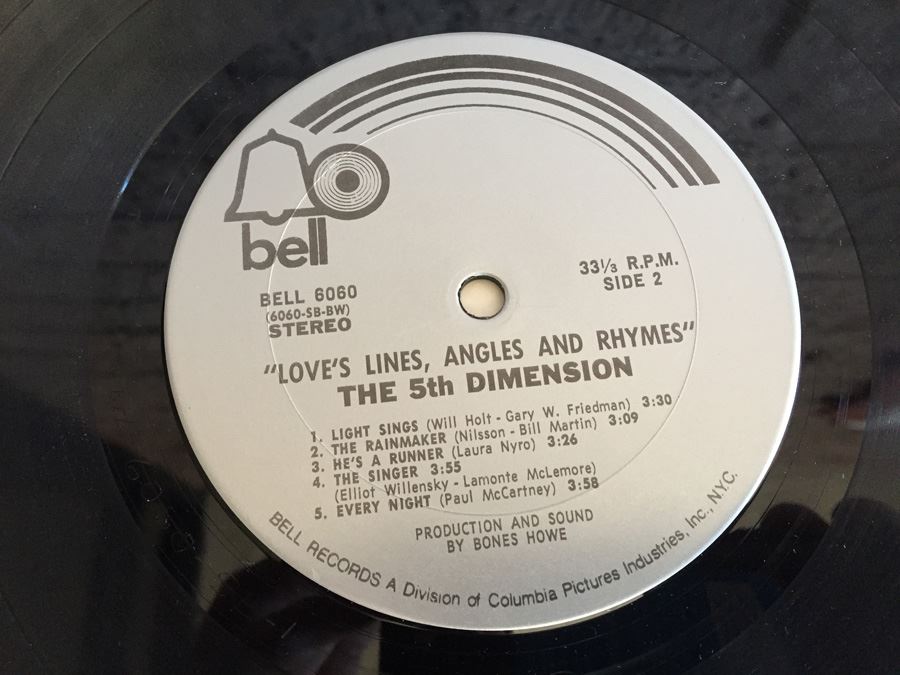 bell
BELL 6060
(6060-SB-BW)
STEREO
33⅓ R.P.M.
SIDE 2
"LOVE'S LINES, ANGLES AND RHYMES"
THE 5th DIMENSION
1. LIGHT SINGS (Will Holt - Gary W. Friedman) 3:30
2. THE RAINMAKER (Nilsson - Bill Martin) 3:09
3. HE'S A RUNNER (Laura Nyro) 3:26
4. THE SINGER 3:55
(Elliot Willensky - Lamonte McLemore)
5. EVERY NIGHT (Paul McCartney) 3:58
PRODUCTION AND SOUND
BY BONES HOWE
BELL RECORDS A Division of Columbia Pictures Industries, Inc., N.Y.C.